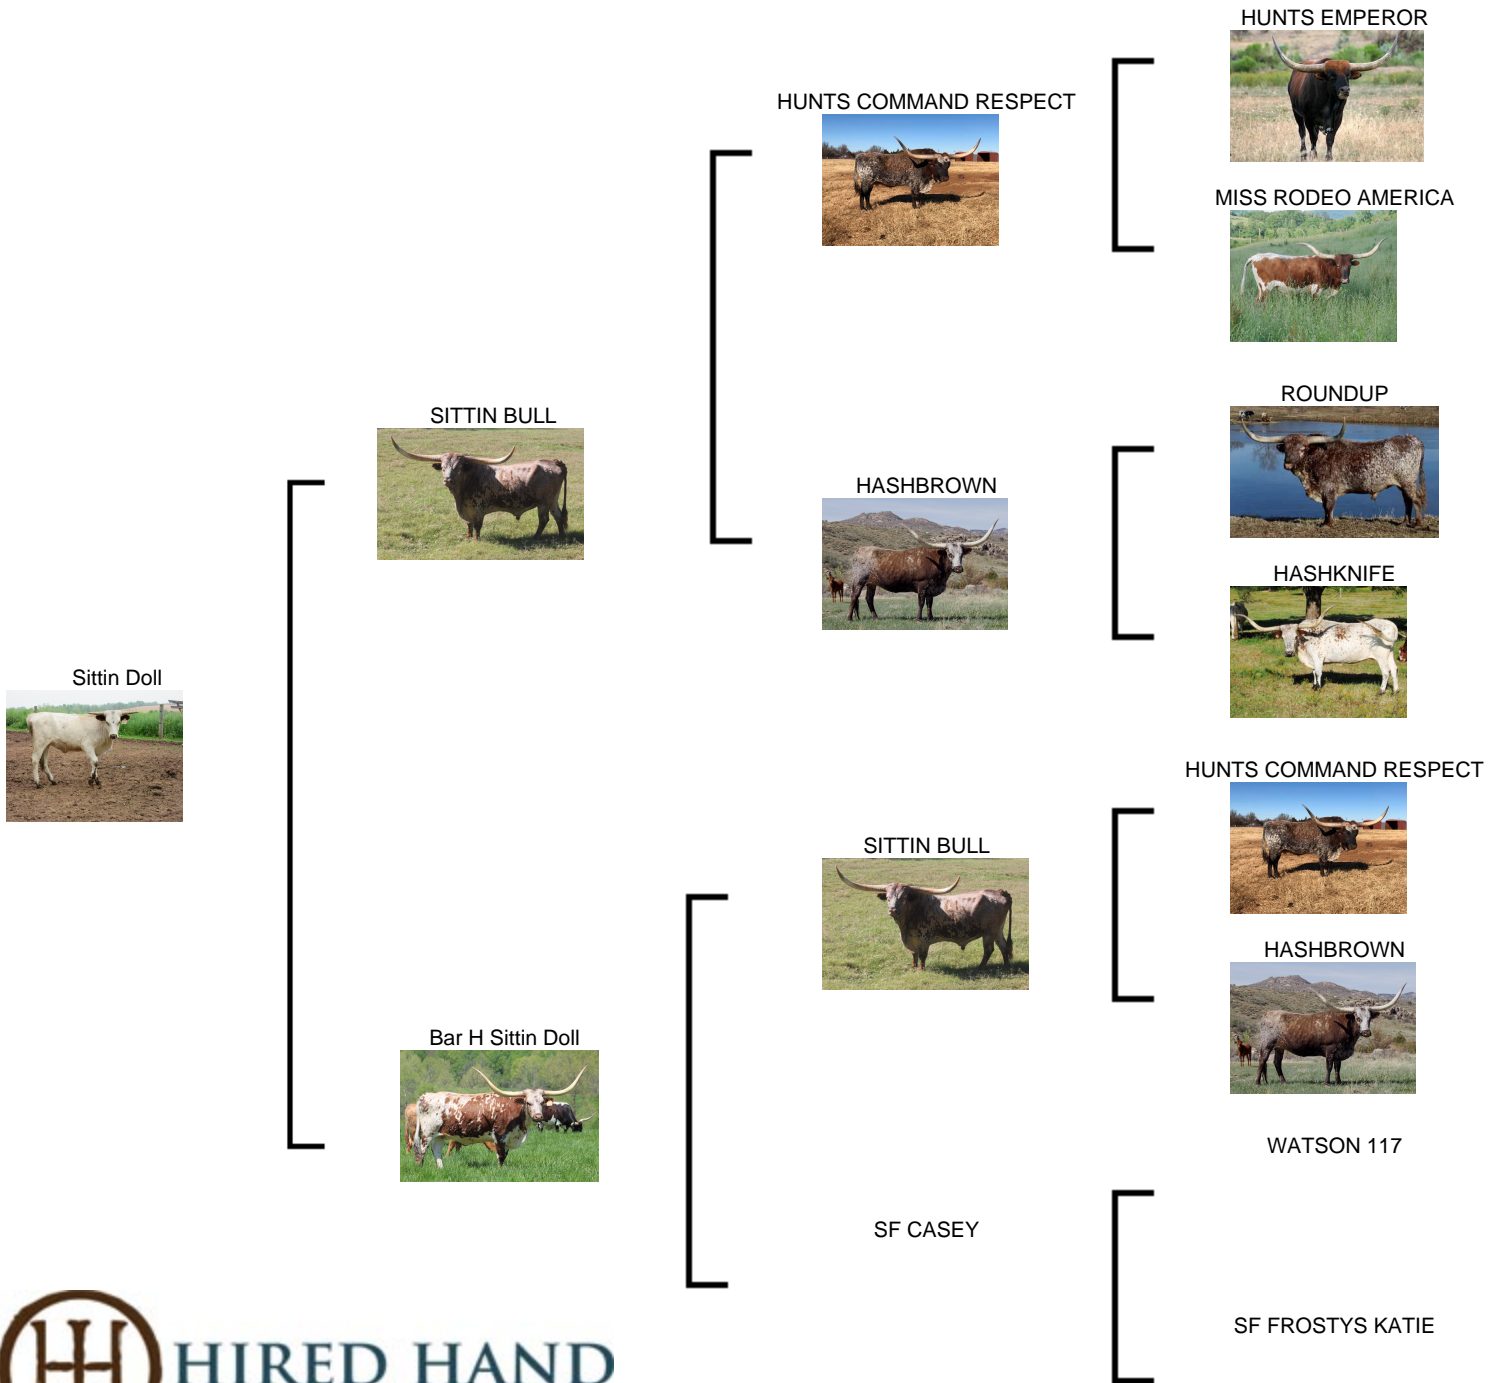 HUNTS EMPEROR
HUNTS COMMAND RESPECT
MISS RODEO AMERICA
ROUNDUP
SITTIN BULL
HASHBROWN
HASHKNIFE
Sittin Doll
HUNTS COMMAND RESPECT
SITTIN BULL
HASHBROWN
Bar H Sittin Doll
WATSON 117
SF CASEY
SF FROSTYS KATIE
HIRED HAND